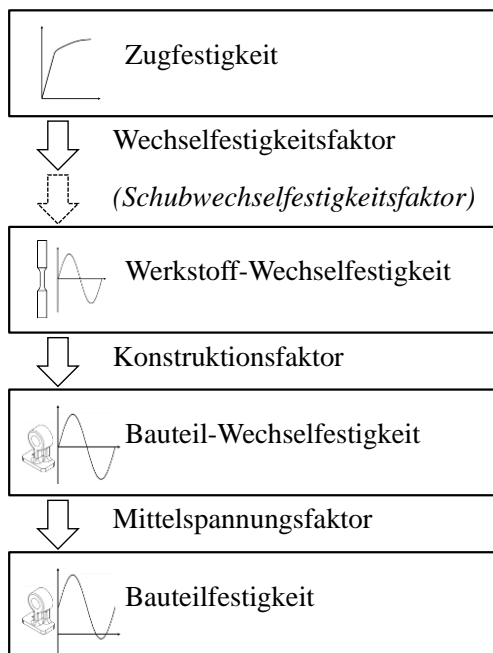 Zugfestigkeit
Wechselfestigkeitsfaktor
(Schubwechselfestigkeitsfaktor)
Werkstoff-Wechselfestigkeit
Konstruktionsfaktor
Bauteil-Wechselfestigkeit
Mittelspannungsfaktor
Bauteilfestigkeit